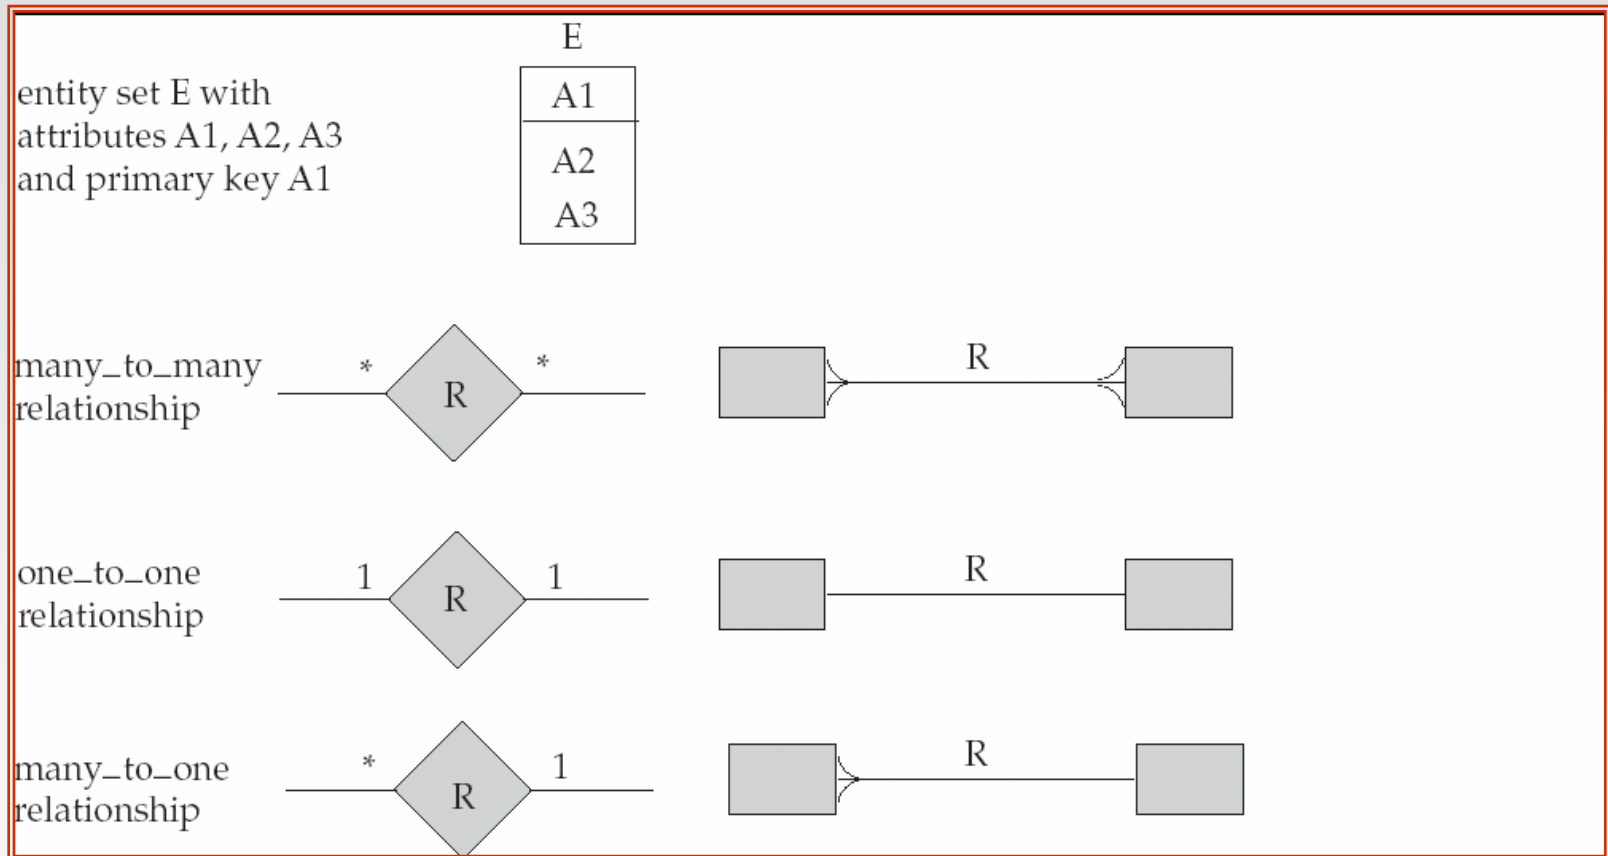 E
entity set E with
attributes A1, A2, A3
and primary key A1
A1
A2
A3
many_to_many
relationship
* R *
R
one_to_one
relationship
1 R 1
R
many_to_one
relationship
* R 1
R